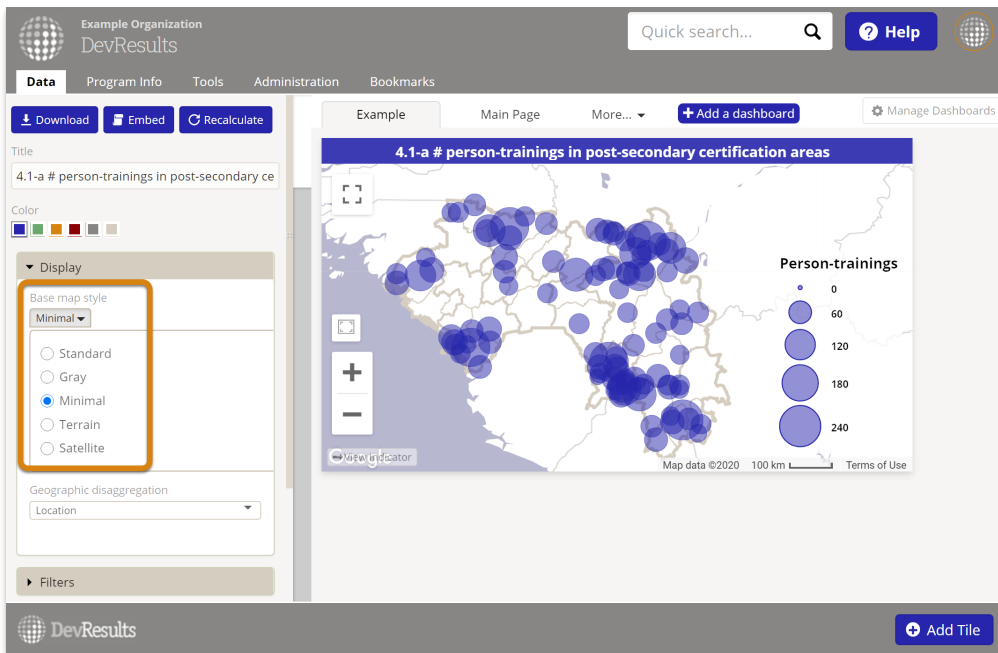 Example Organization
DevResults
Quick search...
Help
Data Program Info Tools Administration Bookmarks
Download Embed Recalculate
Example Main Page More... Add a dashboard Manage Dashboards
Title
4.1-a # person-trainings in post-secondary ce
Color
4.1-a # person-trainings in post-secondary certification areas
Display
Base map style
Minimal
Standard
Gray
Minimal
Terrain
Satellite
Geographic disaggregation
Location
Filters
Person-trainings
0
60
120
180
240
View indicator
Google
Map data ©2020 100 km Terms of Use
DevResults
Add Tile